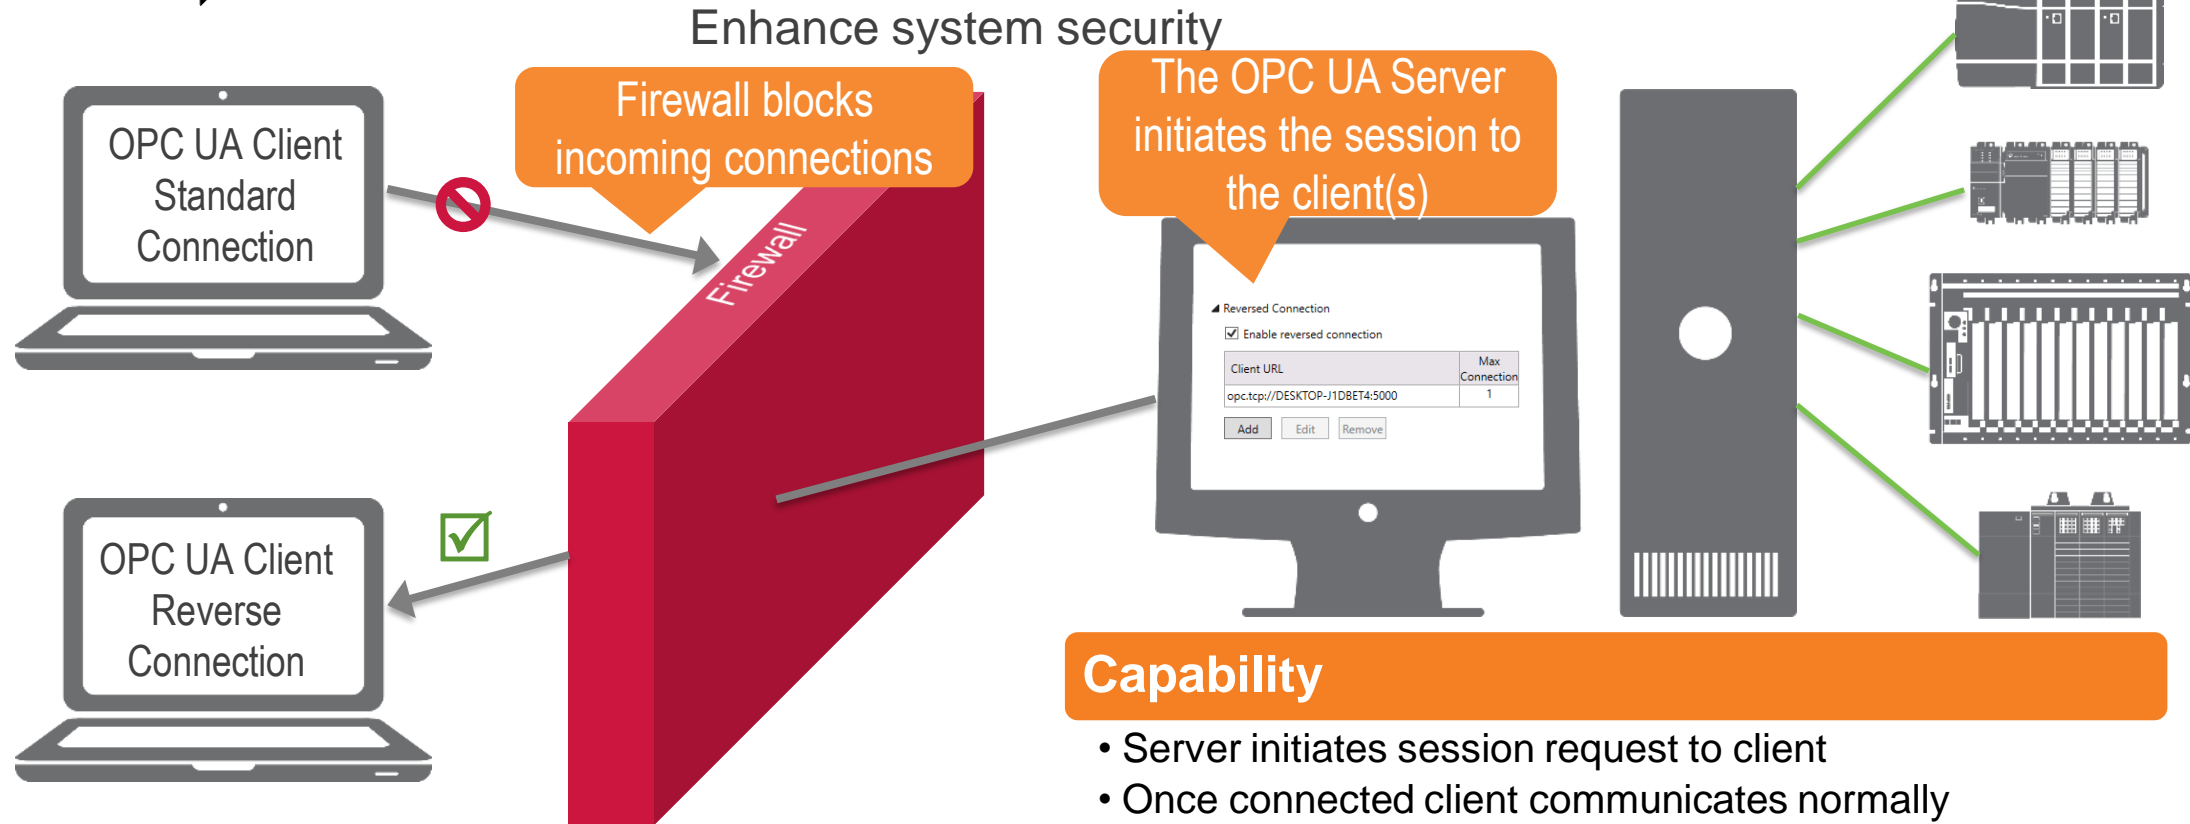 Enhance system security
OPC UA Client
Standard
Connection
Firewall blocks
incoming connections
Firewall
The OPC UA Server
initiates the session to
the client(s)
Reversed Connection
Enable reversed connection
Client URL
Max
Connection
opc.tcp://DESKTOP-J1DBET4:5000
1
Add Edit Remove
OPC UA Client
Reverse
Connection
Capability
• Server initiates session request to client
• Once connected client communicates normally